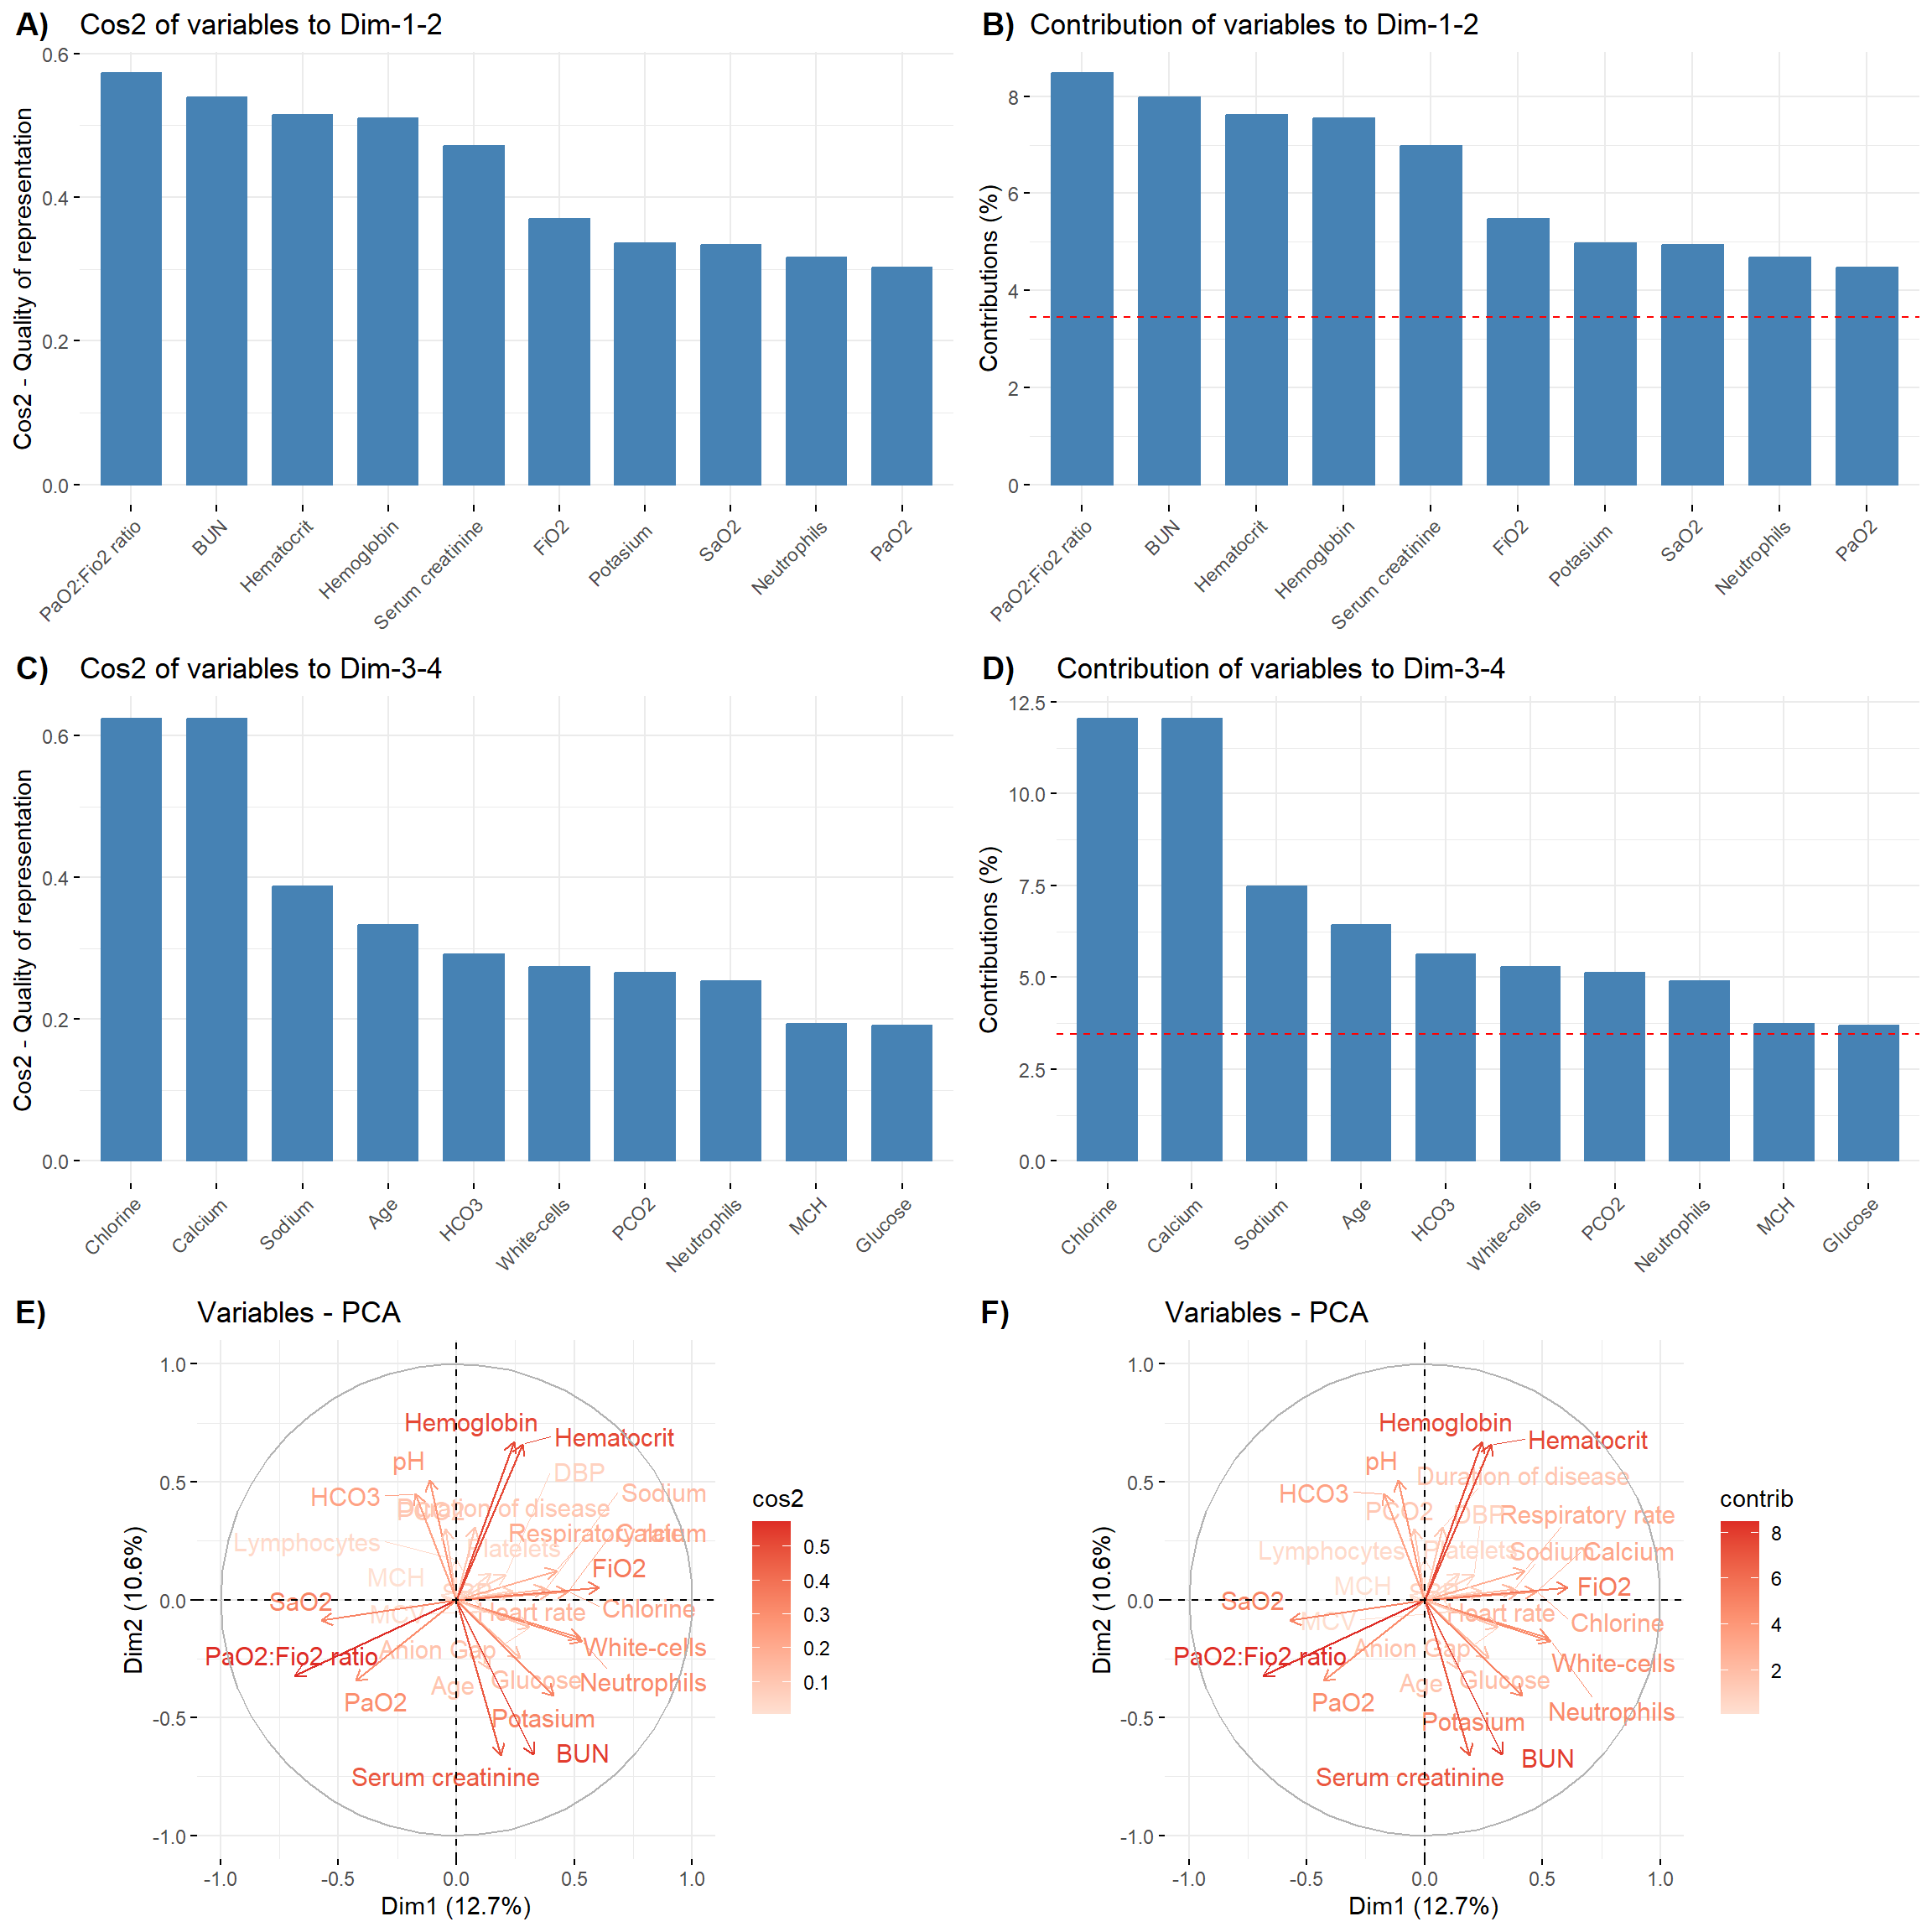 A) Cos2 of variables to Dim-1-2
Cos2 - Quality of representation
0.6
0.4
0.2
0.0
PaO2:Fio2 ratio
BUN
Hematocrit
Hemoglobin
Serum creatinine
FiO2
Potasium
SaO2
Neutrophils
PaO2
B) Contribution of variables to Dim-1-2
Contributions (%)
8
6
4
2
0
PaO2:Fio2 ratio
BUN
Hematocrit
Hemoglobin
Serum creatinine
FiO2
Potasium
SaO2
Neutrophils
PaO2
C) Cos2 of variables to Dim-3-4
Cos2 - Quality of representation
0.6
0.4
0.2
0.0
Chlorine
Calcium
Sodium
Age
HCO3
White-cells
PCO2
Neutrophils
MCH
Glucose
D) Contribution of variables to Dim-3-4
Contributions (%)
12.5
10.0
7.5
5.0
2.5
0.0
Chlorine
Calcium
Sodium
Age
HCO3
White-cells
PCO2
Neutrophils
MCH
Glucose
E) Variables - PCA
Dim2 (10.6%)
1.0
0.5
0.0
-0.5
-1.0
Hemoglobin
Hematocrit
pH
DBP
HCO3
Sodium
Duration of disease
Respiratory rate
Calcium
Lymphocytes
Platelets
FiO2
MCH
SaO2
MCV
Heart rate
Chlorine
PaO2:Fio2 ratio
Anion Gap
White-cells
Age
Glucose
Neutrophils
PaO2
Potasium
BUN
Serum creatinine
-1.0
-0.5
0.0
0.5
1.0
Dim1 (12.7%)
cos2
0.5
0.4
0.3
0.2
0.1
F) Variables - PCA
Dim2 (10.6%)
1.0
0.5
0.0
-0.5
-1.0
Hemoglobin
Hematocrit
pH
Duration of disease
HCO3
PCO2
DBP
Respiratory rate
Lymphocytes
Platelets
Sodium
Calcium
MCH
FiO2
SaO2
MCV
Heart rate
Chlorine
PaO2:Fio2 ratio
Anion Gap
White-cells
Age
Glucose
PaO2
Neutrophils
Potasium
BUN
Serum creatinine
-1.0
-0.5
0.0
0.5
1.0
Dim1 (12.7%)
contrib
8
6
4
2